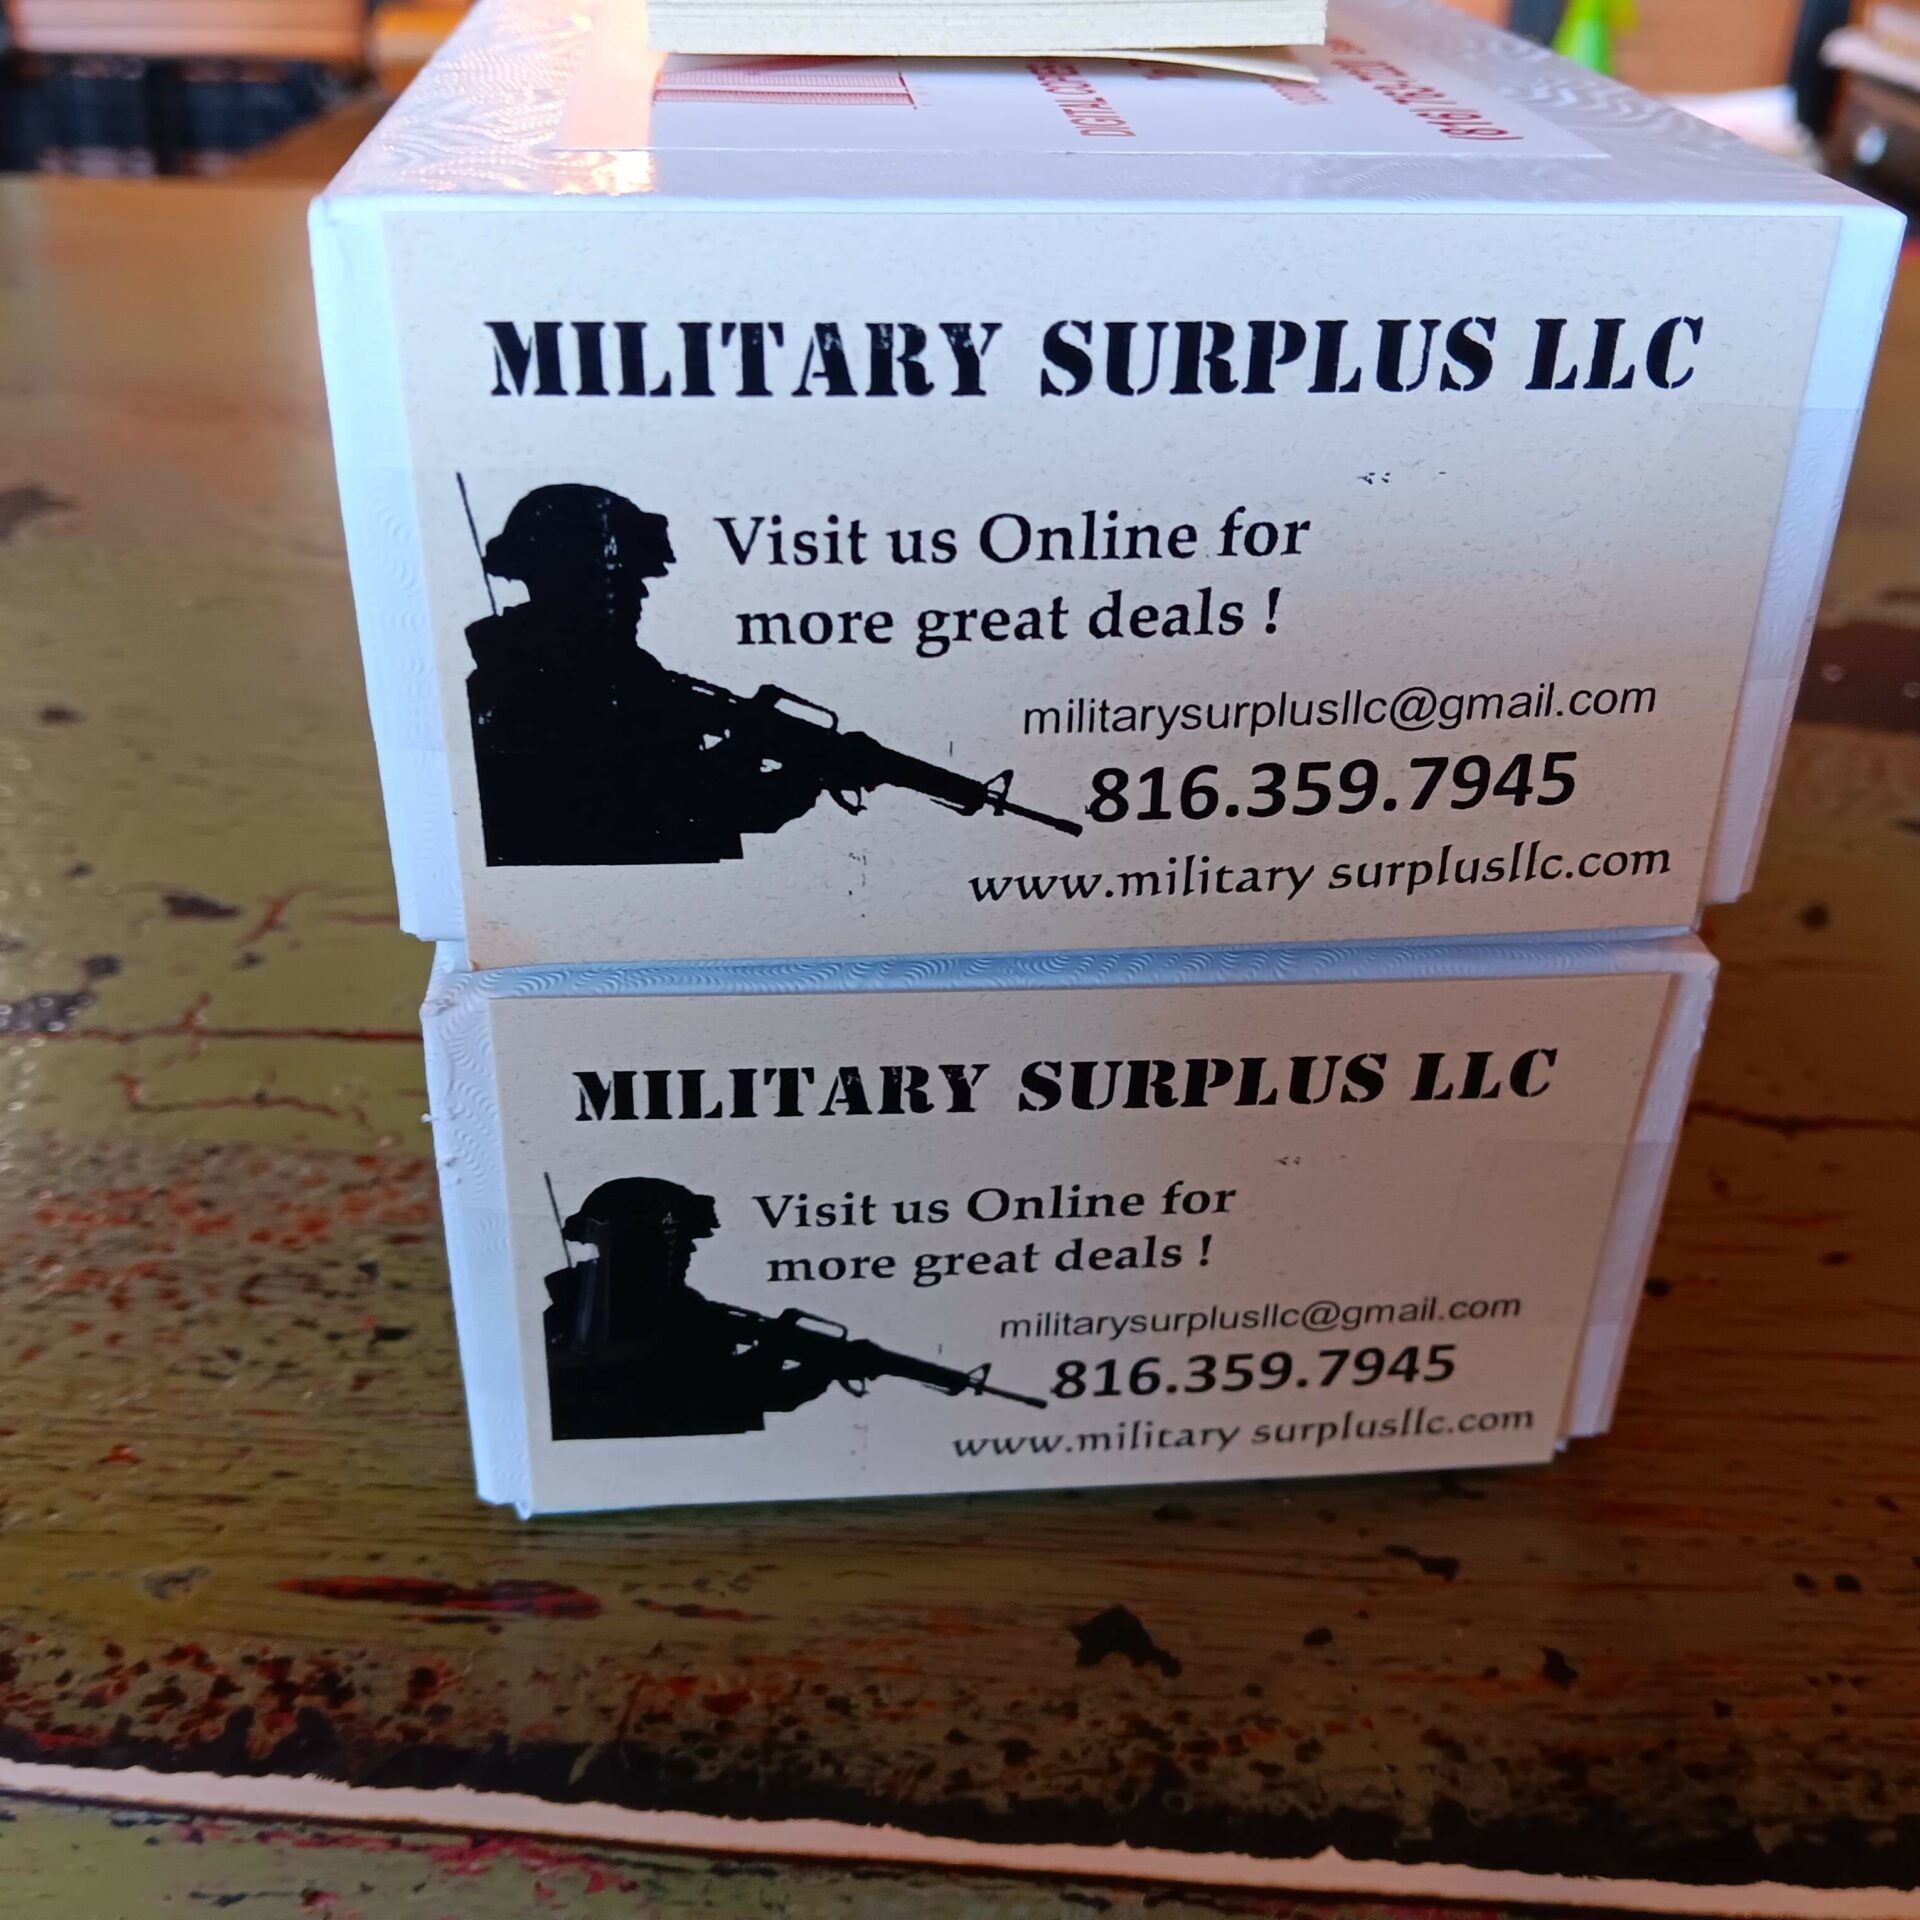 MILITARY SURPLUS LLC
Visit us Online for
more great deals !
militarysurplusllc@gmail.com
816.359.7945
www.military surplusllc.com
MILITARY SURPLUS LLC
Visit us Online for
more great deals !
militarysurplusllc@gmail.com
816.359.7945
www.military surplusllc.com